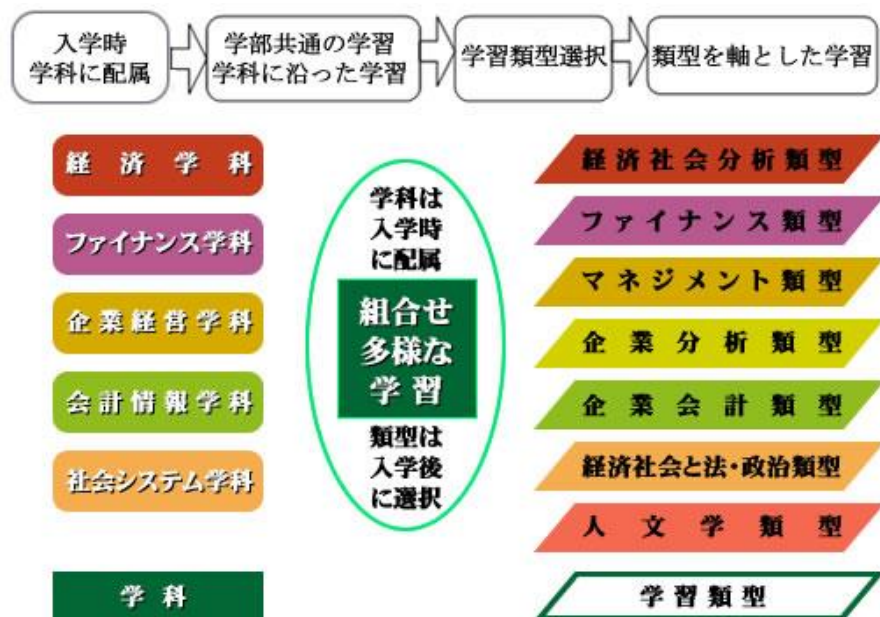 入学時
学科に配属
学部共通の学習
学科に沿った学習
学習類型選択
類型を軸とした学習
経済学科
ファイナンス学科
企業経営学科
会計情報学科
社会システム学科
学科
学科は
入学時
に配属
組合せ
多様な
学習
類型は
入学後
に選択
経済社会分析類型
ファイナンス類型
マネジメント類型
企業分析類型
企業会計類型
経済社会と法・政治類型
人文学類型
学習類型